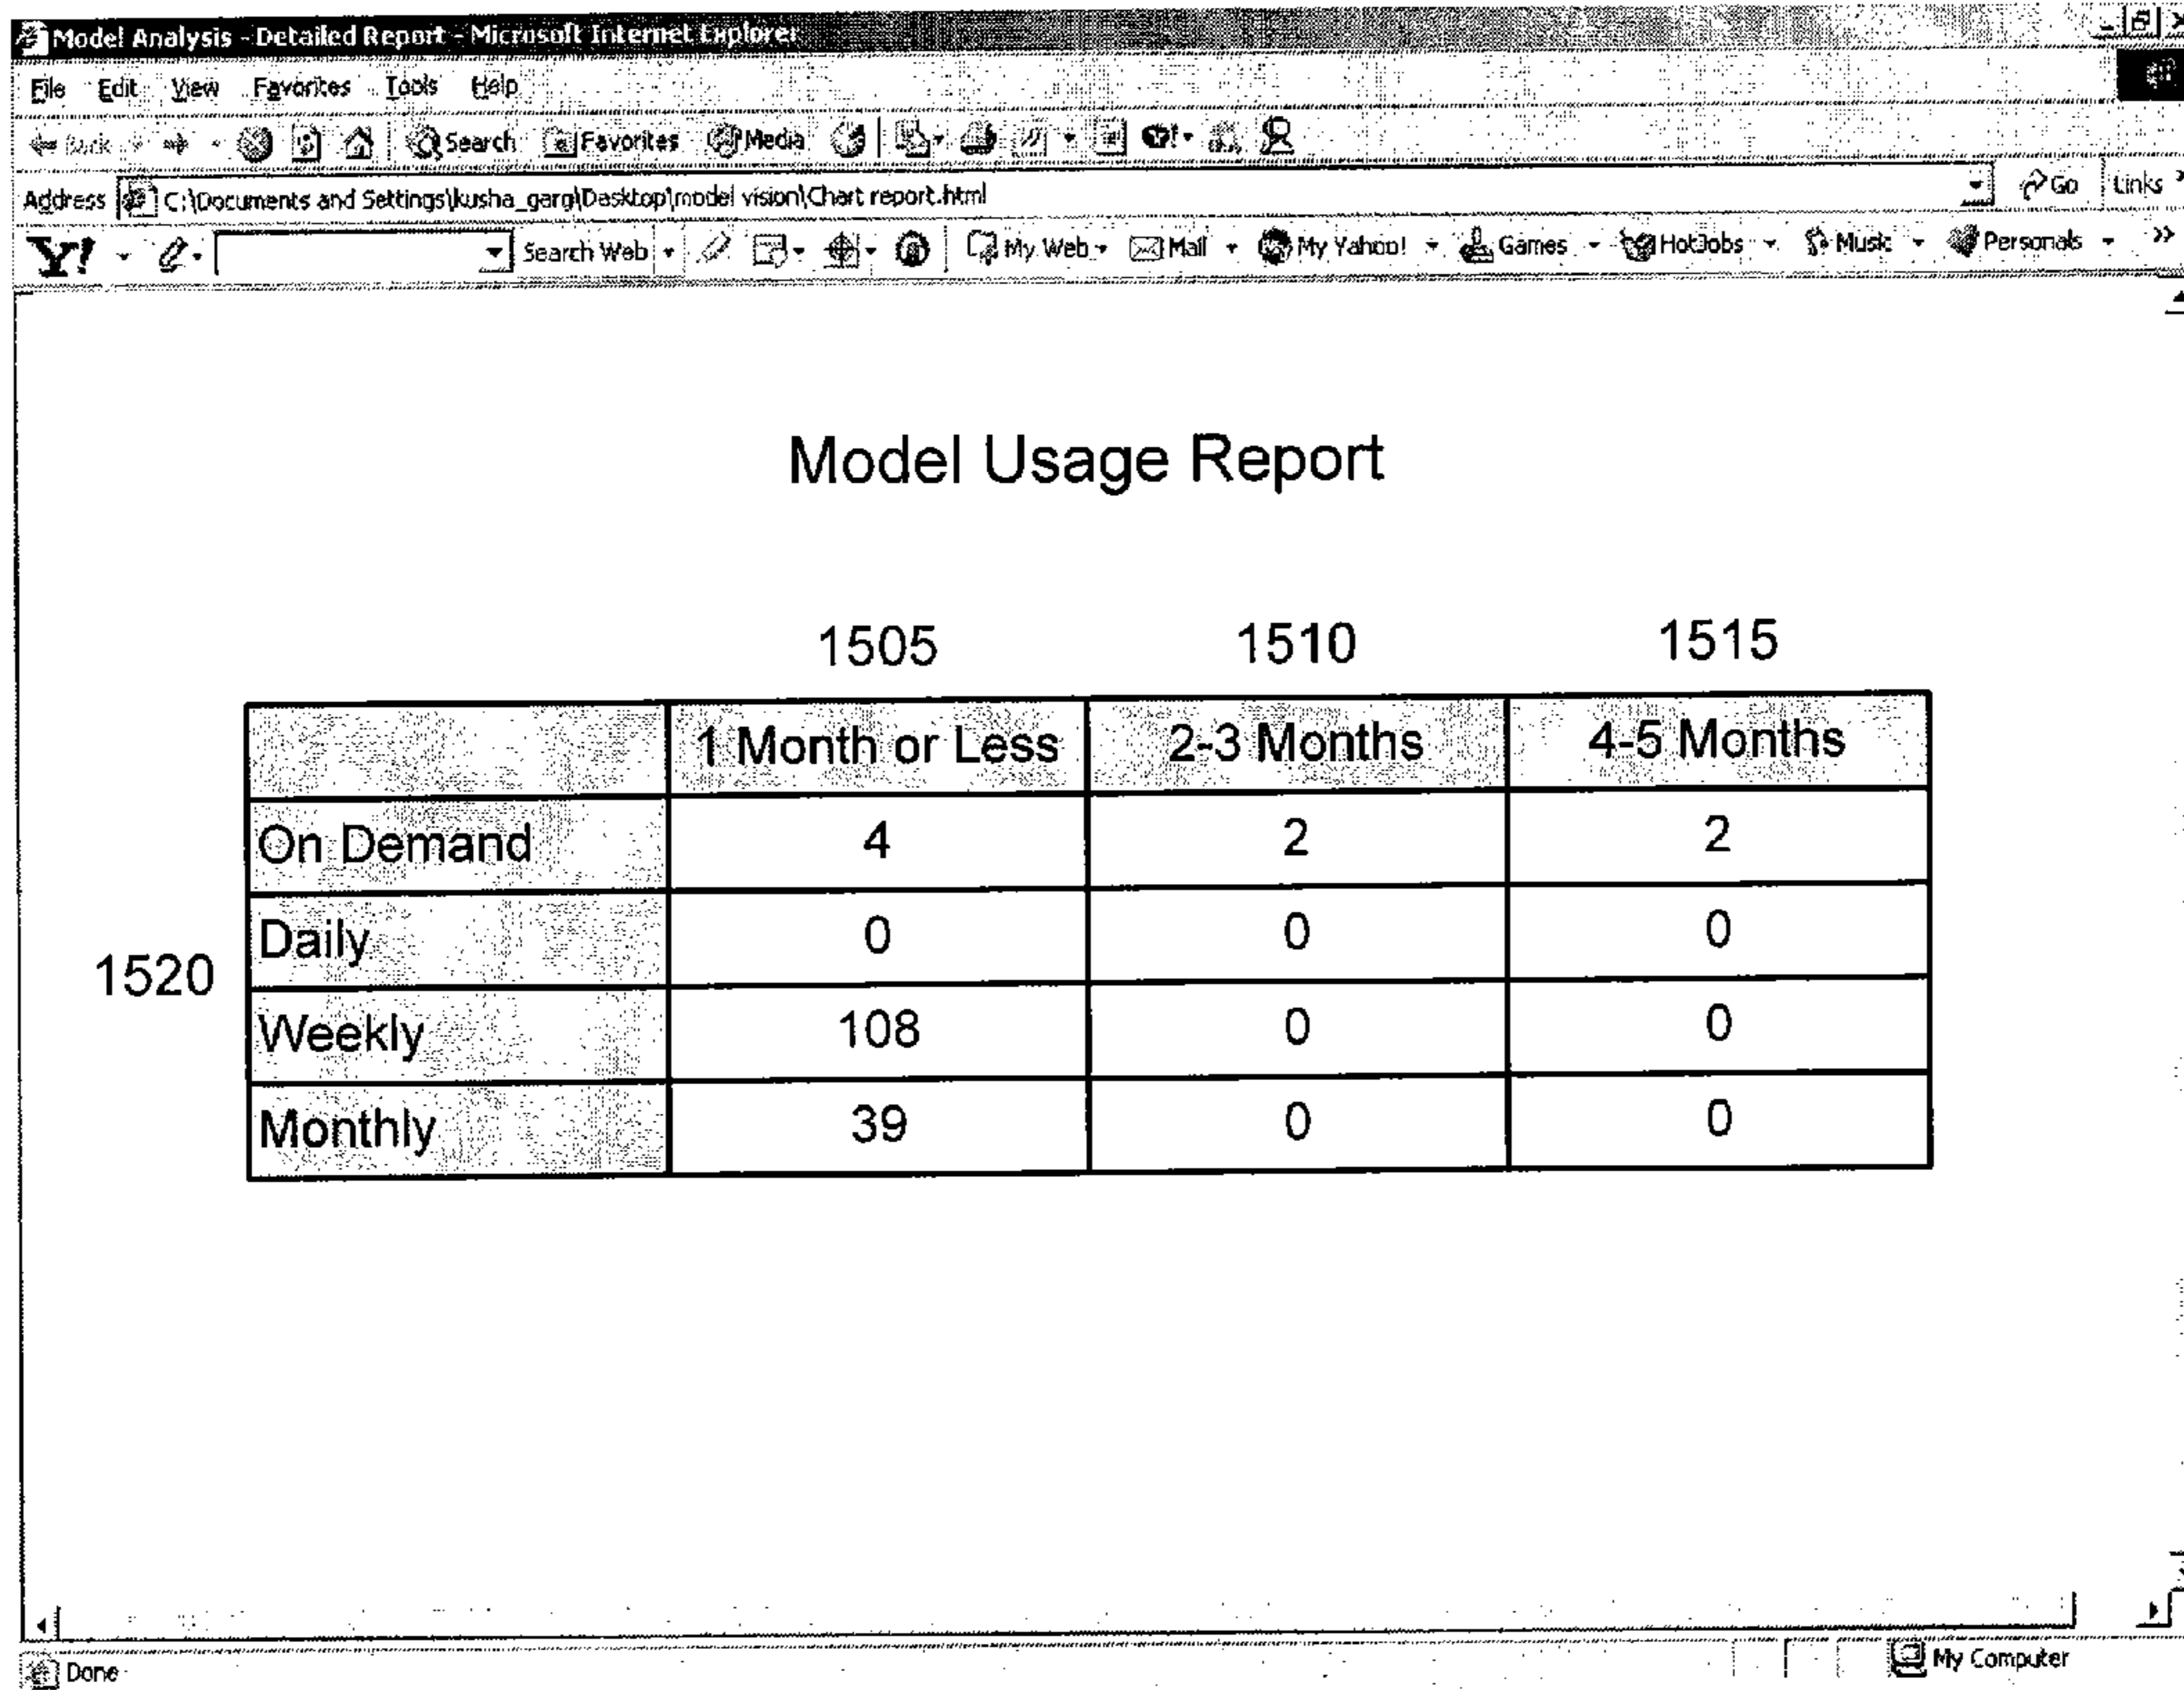 Model Analysis - Detailed Report - Microsoft Internet Explorer
File Edit View Favorites Tools Help
Back Search Favorites Media
Address C:\Documents and Settings\kusha_garg\Desktop\model vision\Chart report.html Go Links »
Y! Search Web My Web Mail My Yahoo! Games HotJobs Music Personals »
Model Usage Report
1505 1510 1515
1 Month or Less 2-3 Months 4-5 Months
On Demand 4 2 2
Daily 0 0 0
1520
Weekly 108 0 0
Monthly 39 0 0
Done My Computer